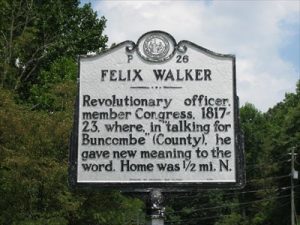 P 26
FELIX WALKER
Revolutionary officer,
member Congress, 1817-
23, where, in "talking for
Buncombe" (County), he
gave new meaning to the
word. Home was 1/2 mi. N.